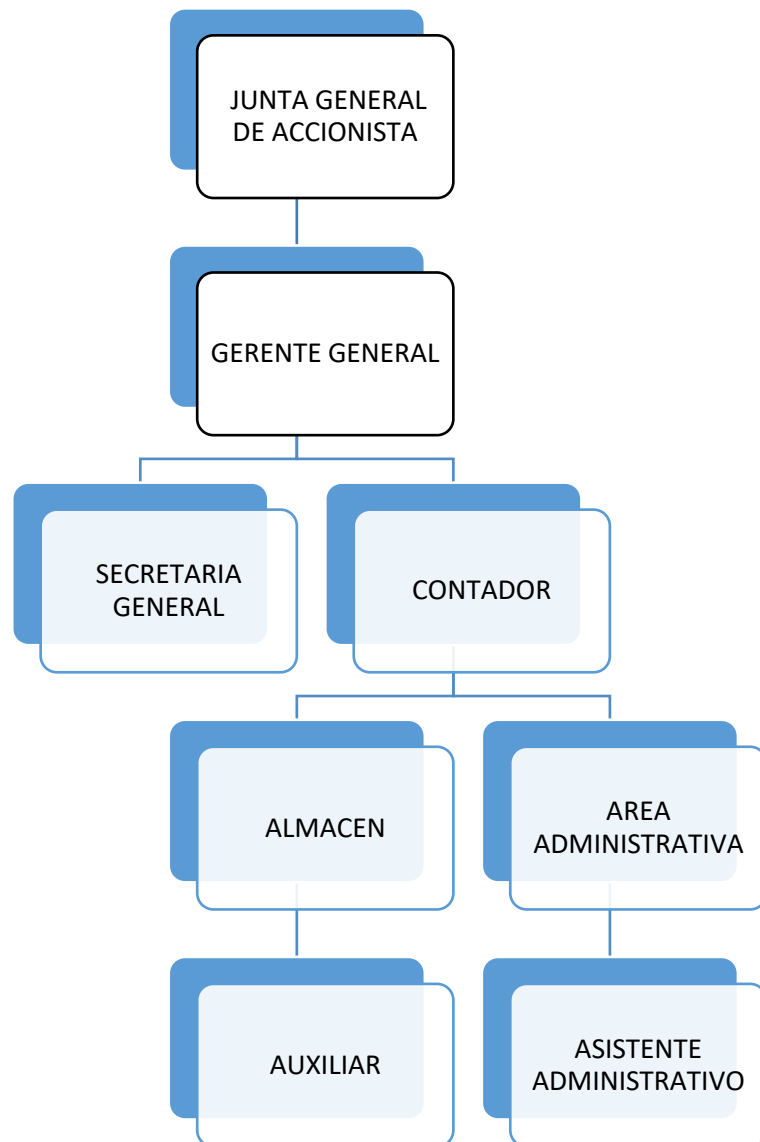 JUNTA GENERAL
DE ACCIONISTA
GERENTE GENERAL
SECRETARIA
GENERAL
CONTADOR
ALMACEN
AREA
ADMINISTRATIVA
AUXILIAR
ASISTENTE
ADMINISTRATIVO